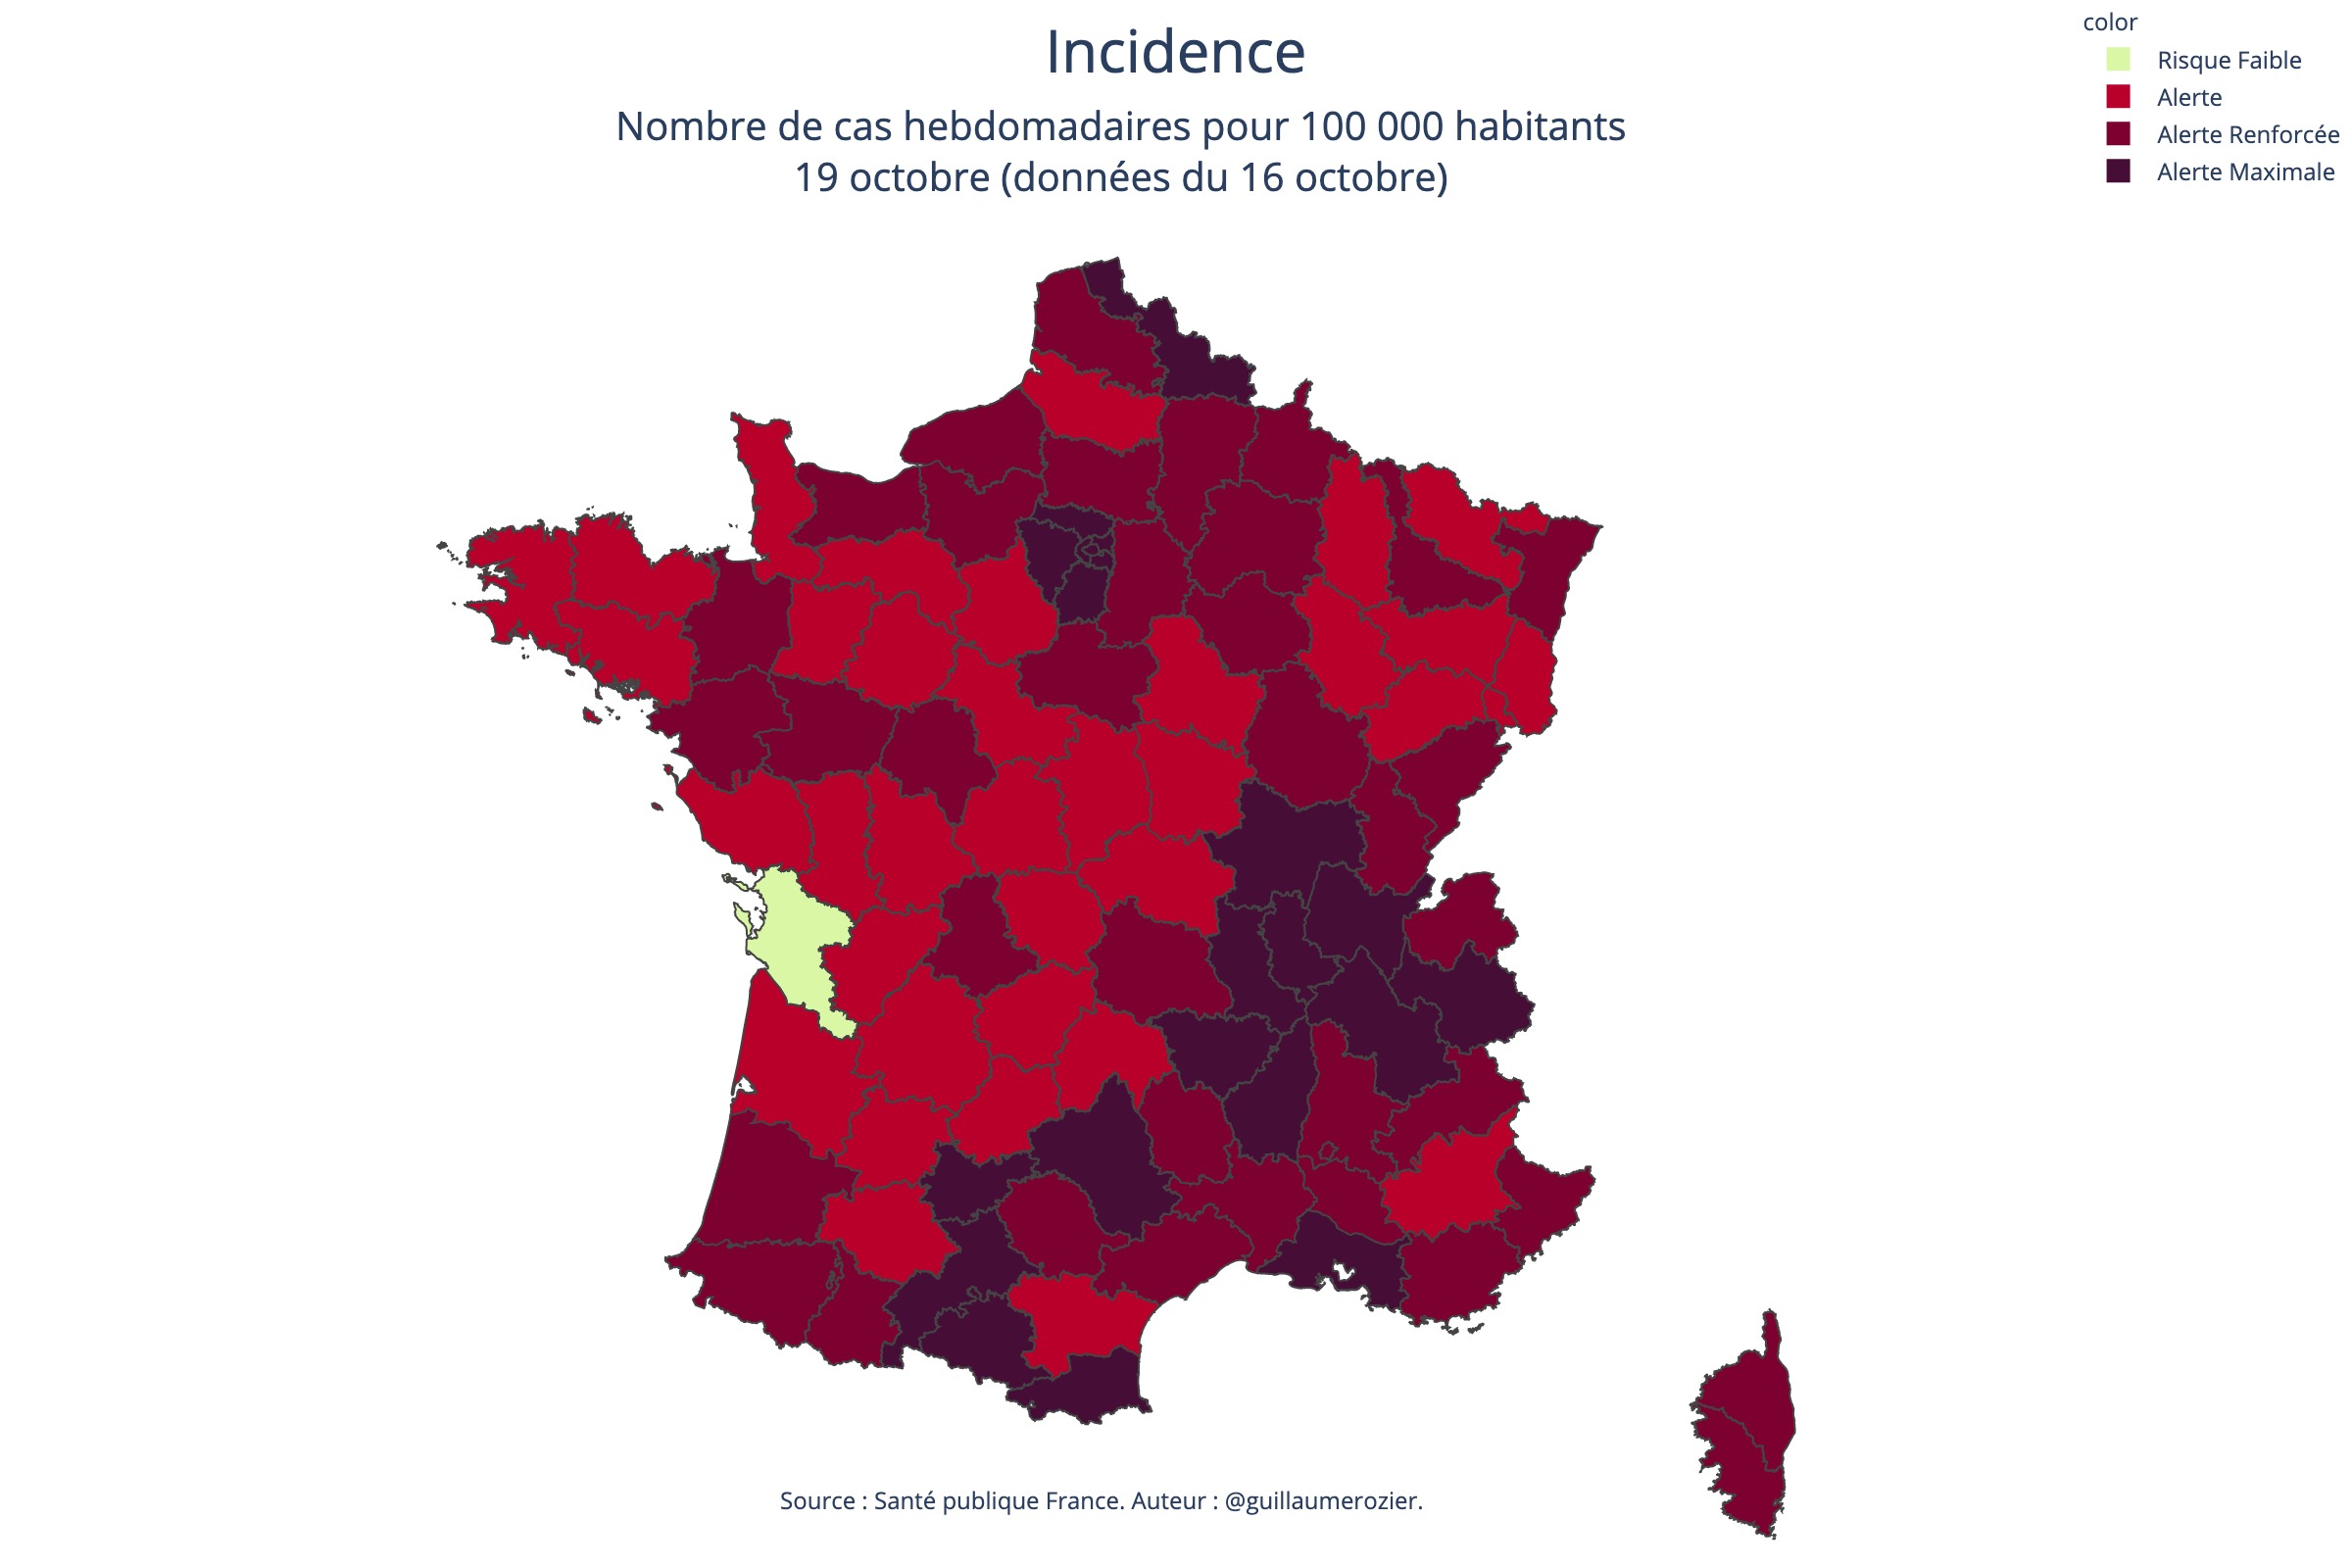 Incidence
Nombre de cas hebdomadaires pour 100 000 habitants
19 octobre (données du 16 octobre)
color
Risque Faible
Alerte
Alerte Renforcée
Alerte Maximale
Source : Santé publique France. Auteur : @guillaumerozier.